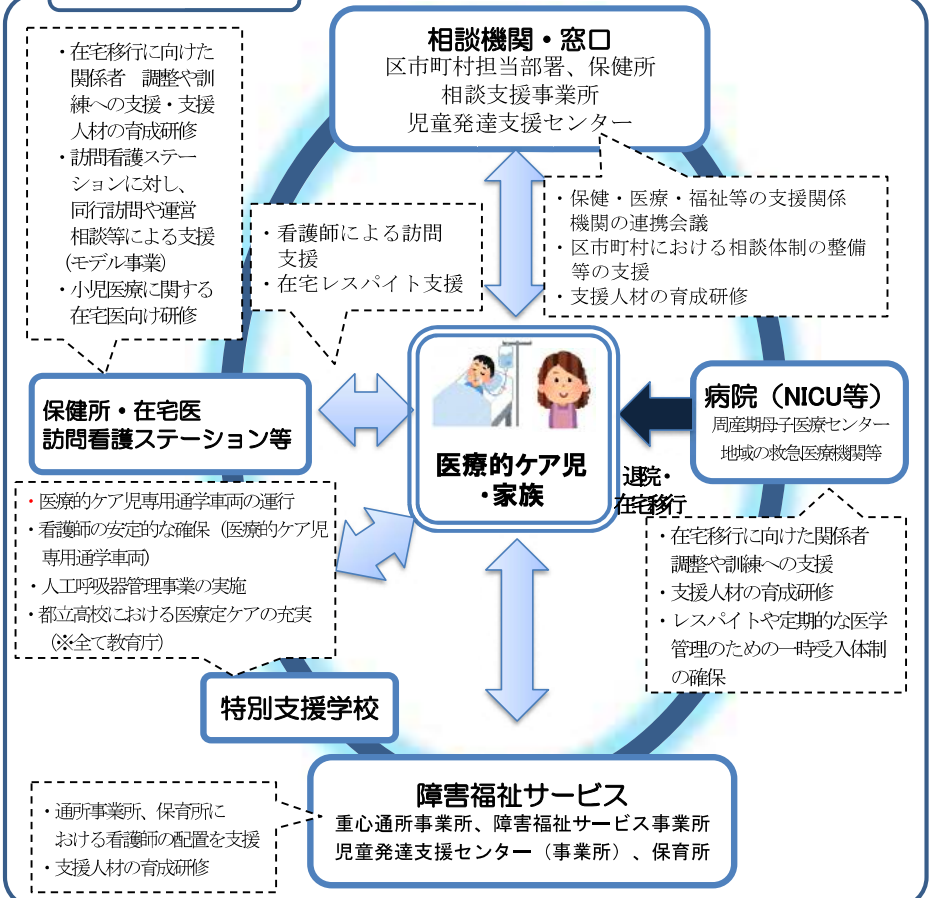 相談機関・窓口
区市町村担当部署、保健所
相談支援事業所
児童発達支援センター
・在宅移行に向けた
関係者　調整や訓
練への支援・支援
人材の育成研修
・訪問看護ステー
ションに対し、
同行訪問や運営
相談等による支援
（モデル事業）
・小児医療に関する
在宅医向け研修
・看護師による訪問
支援
・在宅レスパイト支援
・保健・医療・福祉等の支援関係
機関の連携会議
・区市町村における相談体制の整備
等の支援
・支援人材の育成研修
保健所・在宅医
訪問看護ステーション等
医療的ケア児
・家族
病院（NICU等）
周産期母子医療センター
地域の救急医療機関等
退院・
在宅移行
・医療的ケア児専用通学車両の運行
・看護師の安定的な確保（医療的ケア児
専用通学車両）
・人工呼吸器管理事業の実施
・都立高校における医療定ケアの充実
（※全て教育庁）
・在宅移行に向けた関係者
調整や訓練への支援
・支援人材の育成研修
・レスパイトや定期的な医学
管理のための一時受入体制
の確保
特別支援学校
障害福祉サービス
重心通所事業所、障害福祉サービス事業所
児童発達支援センター（事業所）、保育所
・通所事業所、保育所に
おける看護師の配置を支援
・支援人材の育成研修